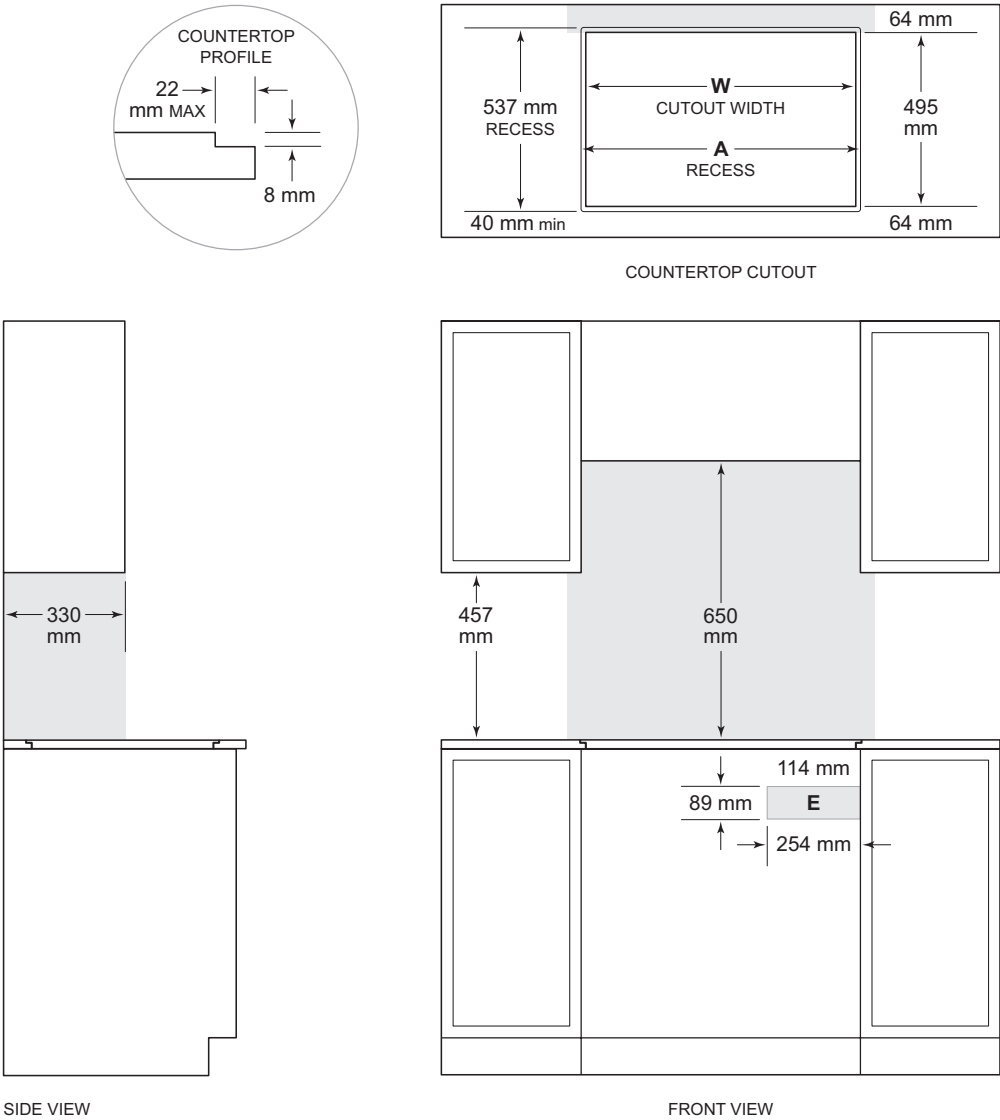 COUNTERTOP
PROFILE
22
mm MAX
8 mm
64 mm
W
CUTOUT WIDTH
537 mm
RECESS
495
mm
A
RECESS
40 mm min
64 mm
COUNTERTOP CUTOUT
330
mm
457
mm
650
mm
114 mm
89 mm
E
254 mm
SIDE VIEW
FRONT VIEW